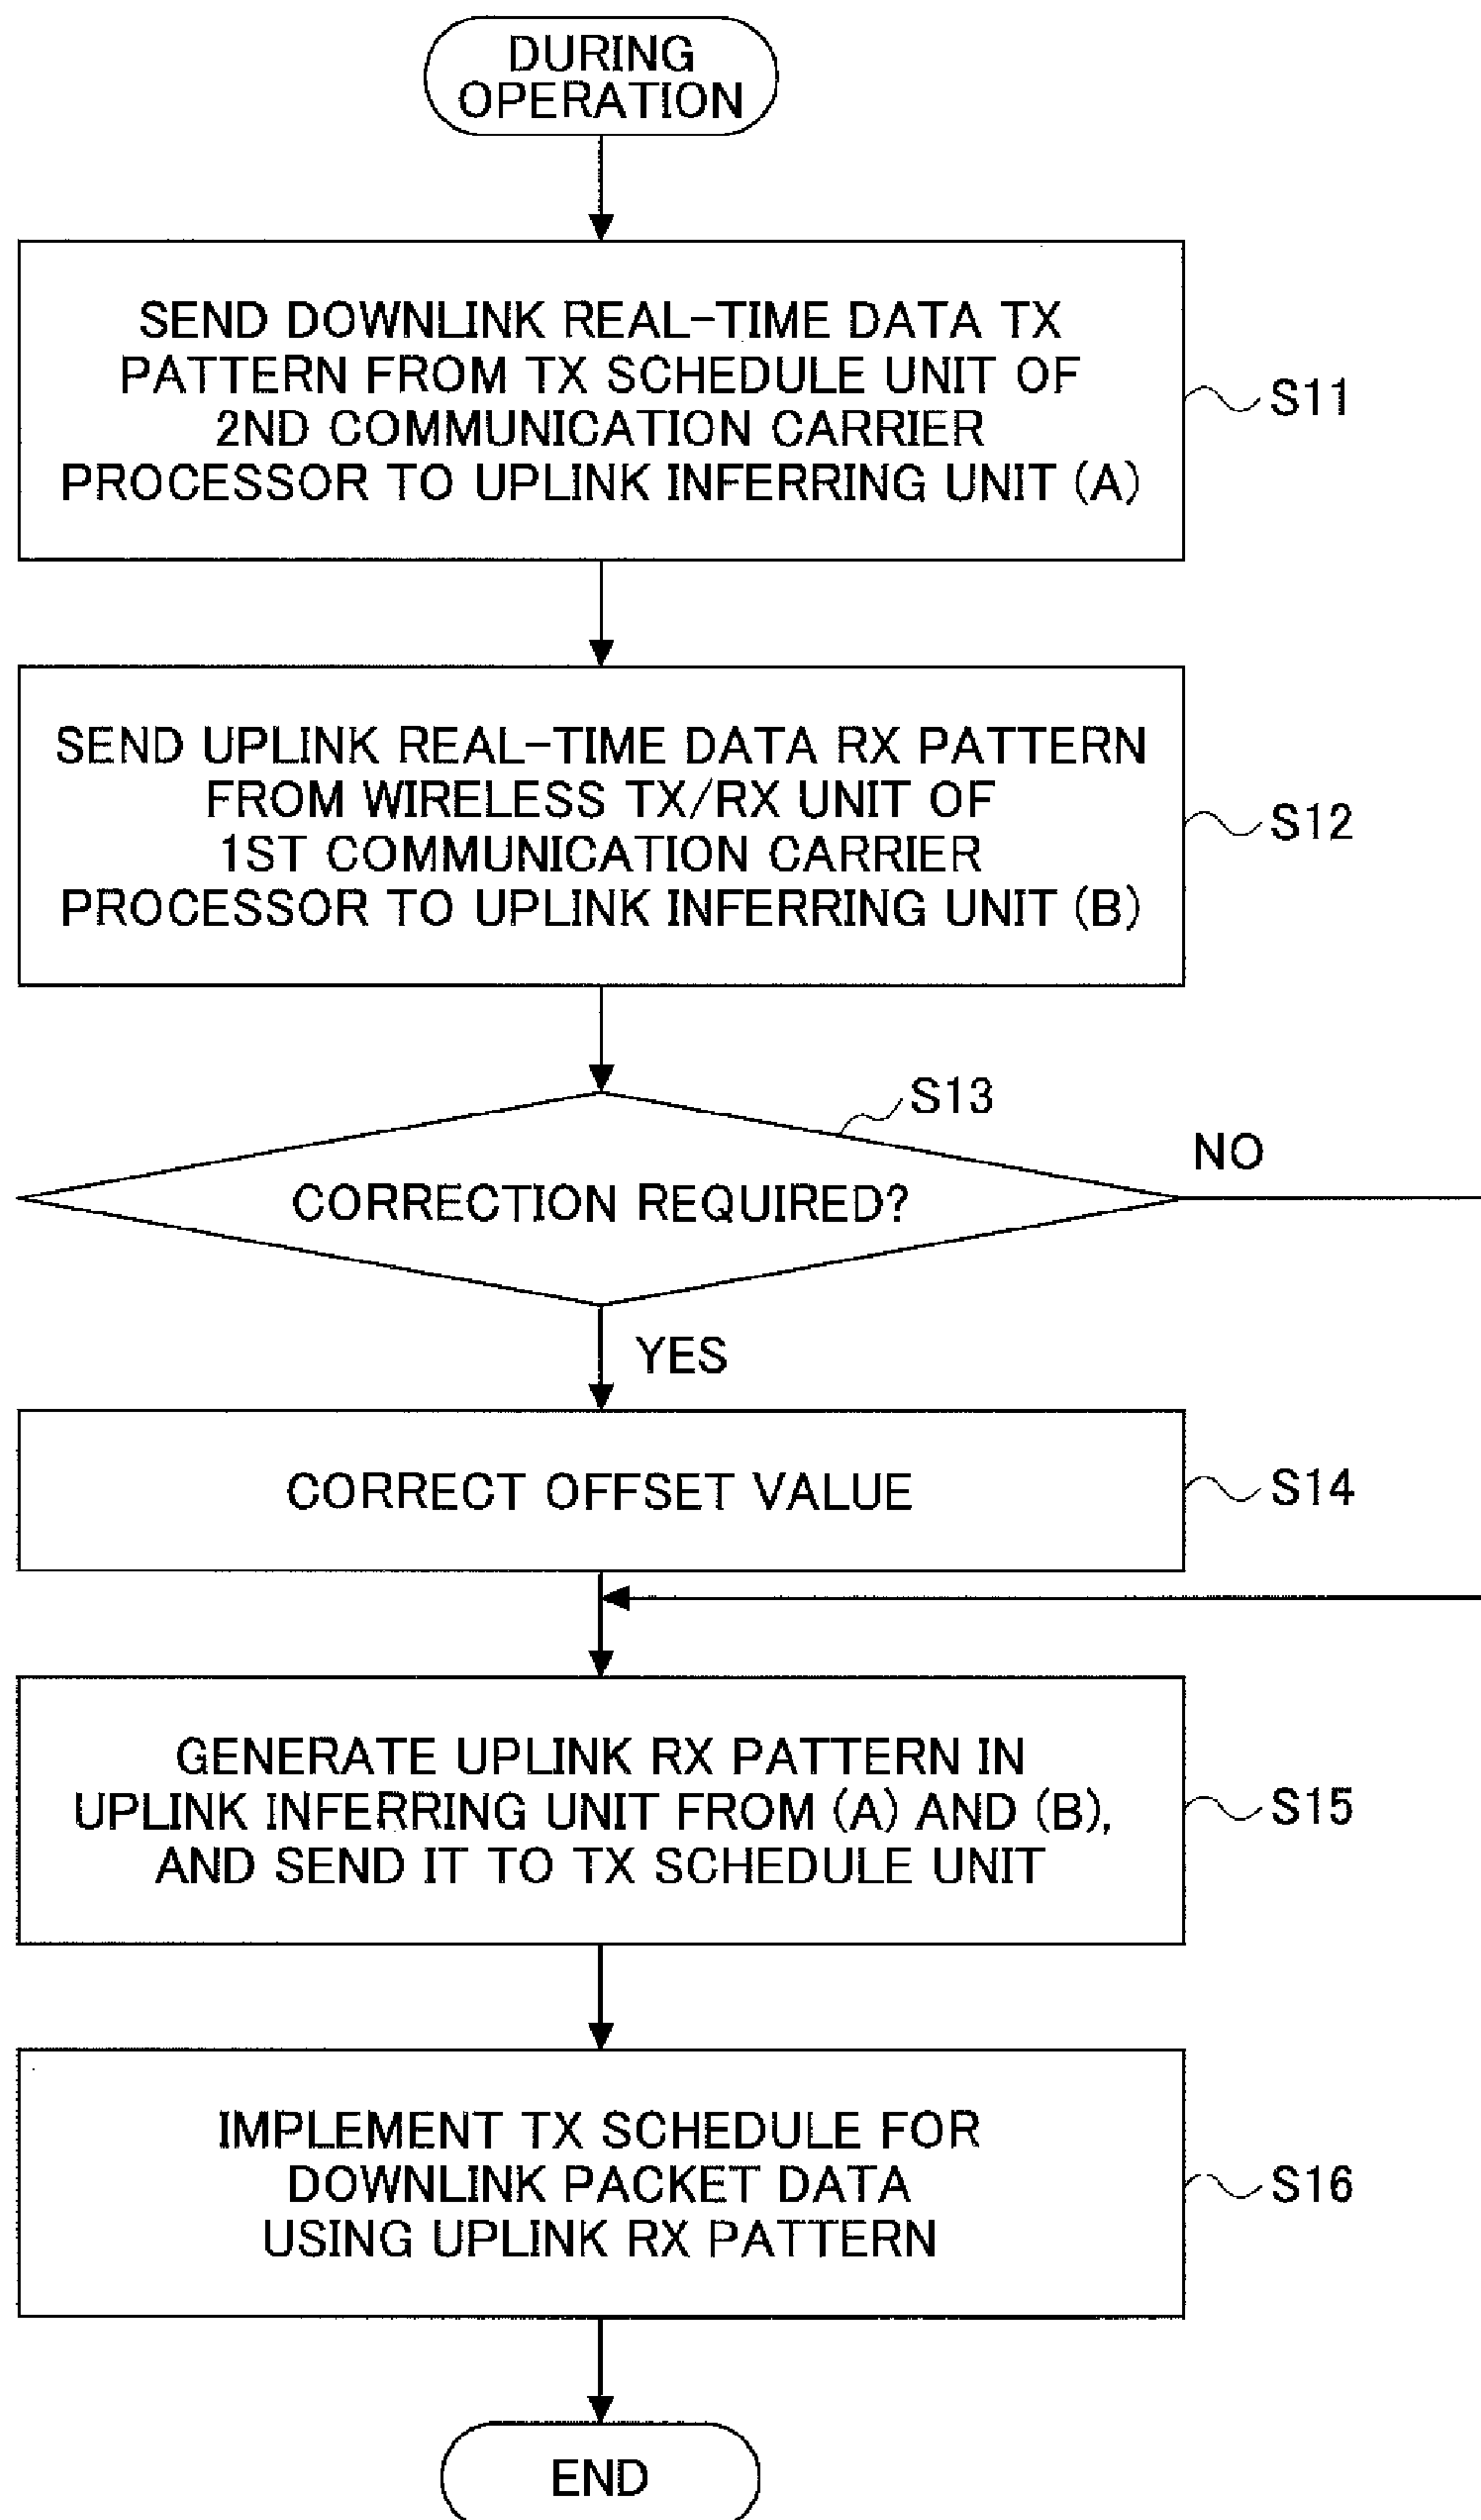 DURING
OPERATION
SEND DOWNLINK REAL-TIME DATA TX
PATTERN FROM TX SCHEDULE UNIT OF
2ND COMMUNICATION CARRIER
PROCESSOR TO UPLINK INFERRING UNIT (A)
S11
SEND UPLINK REAL-TIME DATA RX PATTERN
FROM WIRELESS TX/RX UNIT OF
1ST COMMUNICATION CARRIER
PROCESSOR TO UPLINK INFERRING UNIT (B)
S12
S13
NO
CORRECTION REQUIRED?
YES
CORRECT OFFSET VALUE
S14
GENERATE UPLINK RX PATTERN IN
UPLINK INFERRING UNIT FROM (A) AND (B),
AND SEND IT TO TX SCHEDULE UNIT
S15
IMPLEMENT TX SCHEDULE FOR
DOWNLINK PACKET DATA
USING UPLINK RX PATTERN
S16
END